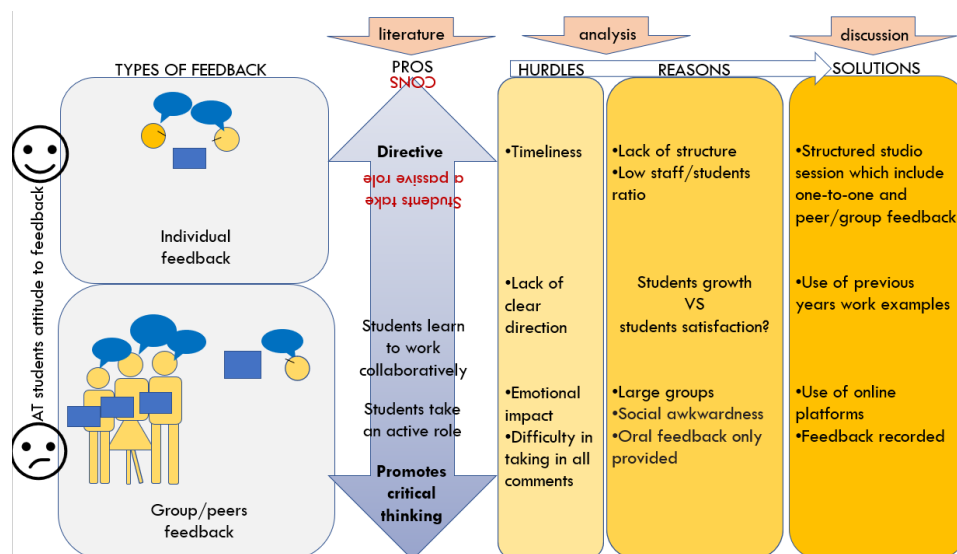 literature
analysis
discussion
TYPES OF FEEDBACK
PROS
CONS
HURDLES
REASONS
SOLUTIONS
AT students attitude to feedback
Individual
feedback
Group/peers
feedback
Directive
Students take
a passive role
Students learn
to work
collaboratively
Students take
an active role
Promotes
critical
thinking
•Timeliness
•Lack of
clear
direction
•Emotional
impact
•Difficulty in
taking in all
comments
•Lack of structure
•Low staff/students
ratio
Students growth
VS
students satisfaction?
•Large groups
•Social awkwardness
•Oral feedback only
provided
•Structured studio
session which include
one-to-one and
peer/group feedback
•Use of previous
years work examples
•Use of online
platforms
•Feedback recorded